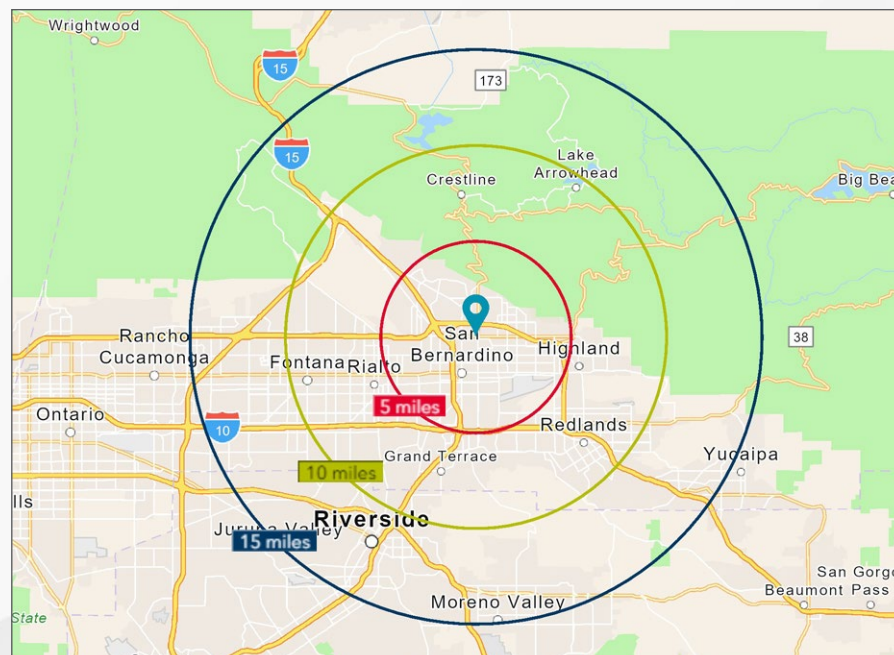 Wrightwood
15
173
15
Crestline
Lake
Arrowhead
Big Bea
Rancho
Cucamonga
San
Bernardino
Highland
38
Fontana
Rialto
5 miles
Ontario
10
Redlands
Grand Terrace
Yucaipa
10 miles
lls
Riverside
Jurupa Valley
15 miles
San Gorgo
Beaumont
Pass
Moreno Valley
State